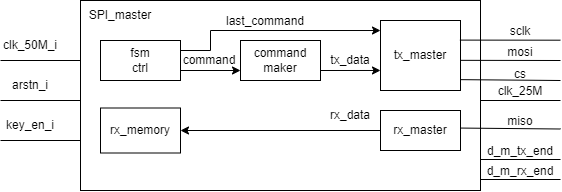 SPI_master
clk_50M_i
arstn_i
key_en_i
fsm
ctrl
last_command
command
command
maker
tx_data
tx_master
rx_memory
rx_data
rx_master
sclk
mosi
cs
clk_25M
miso
d_m_tx_end
d_m_rx_end